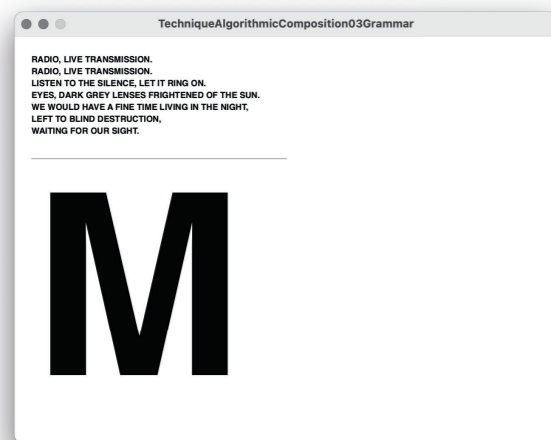 TechniqueAlgorithmicComposition03Grammar
RADIO, LIVE TRANSMISSION.
RADIO, LIVE TRANSMISSION.
LISTEN TO THE SILENCE, LET IT RING ON.
EYES, DARK GREY LENSES FRIGHTENED OF THE SUN.
WE WOULD HAVE A FINE TIME LIVING IN THE NIGHT,
LEFT TO BLIND DESTRUCTION,
WAITING FOR OUR SIGHT.
M